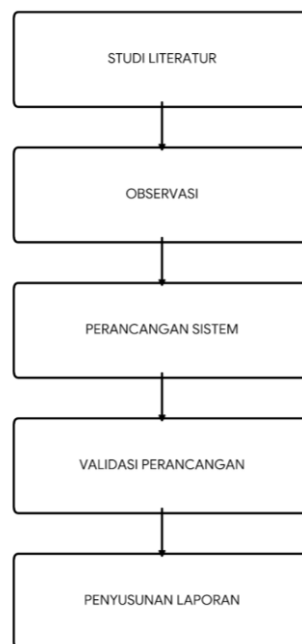 STUDI LITERATUR
OBSERVASI
PERANCANGAN SISTEM
VALIDASI PERANCANGAN
PENYUSUNAN LAPORAN